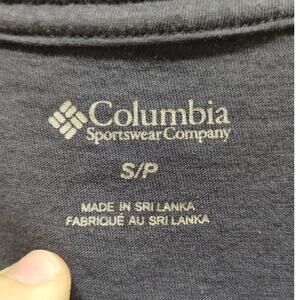 Columbia
Sportswear Company
S/P
MADE IN SRI LANKA
FABRIQUÉ AU SRI LANKA